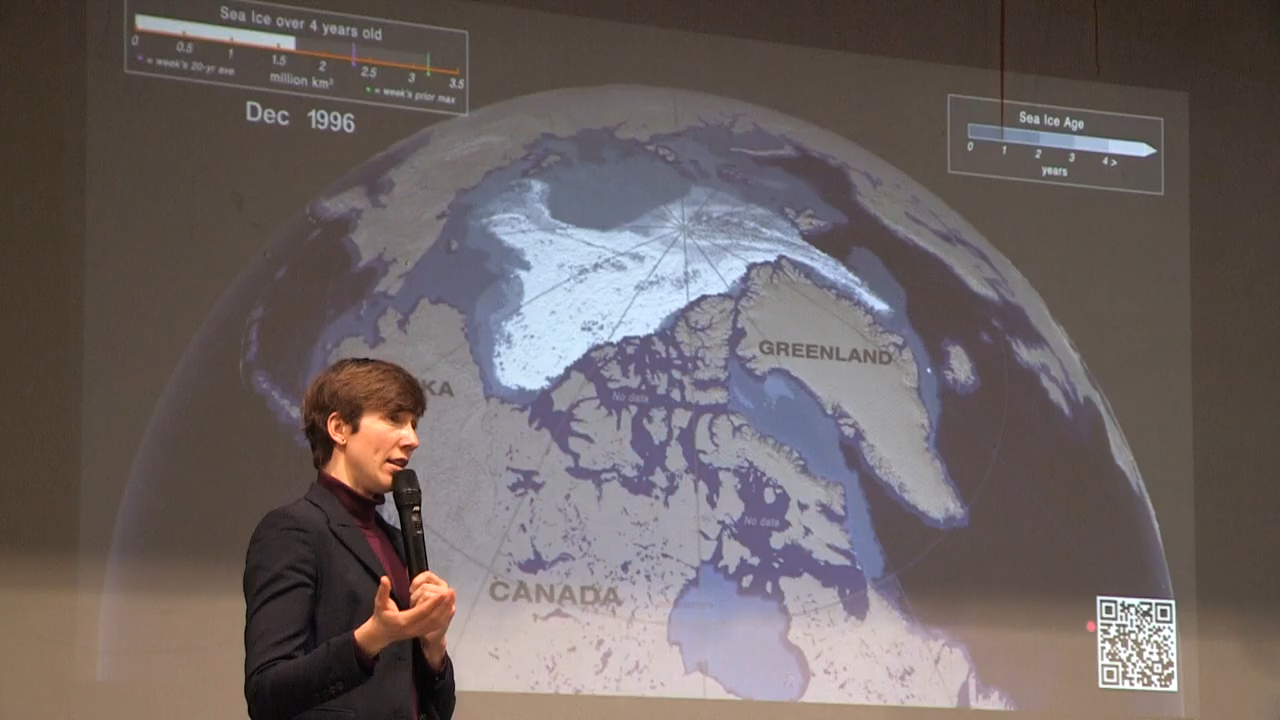 Sea Ice over 4 years old
0 0.5 1 1.5 2 2.5 3 3.5
million km²
= week's 20-yr ave
= week's prior max
Dec 1996
Sea Ice Age
0 1 2 3 4 >
years
GREENLAND
KA
No data
No data
CANADA